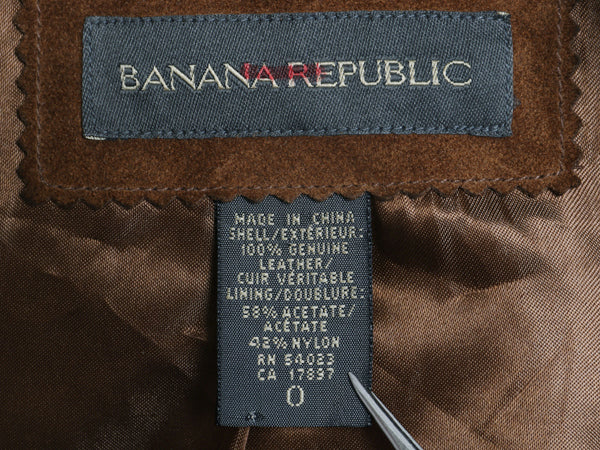 BANANA REPUBLIC
MADE IN CHINA
SHELL/EXTÉRIEUR:
100% GENUINE
LEATHER/
CUIR VÉRITABLE
LINING/DOUBLURE:
58% ACETATE/
ACÉTATE
42% NYLON
RN 54023
CA 17897
0